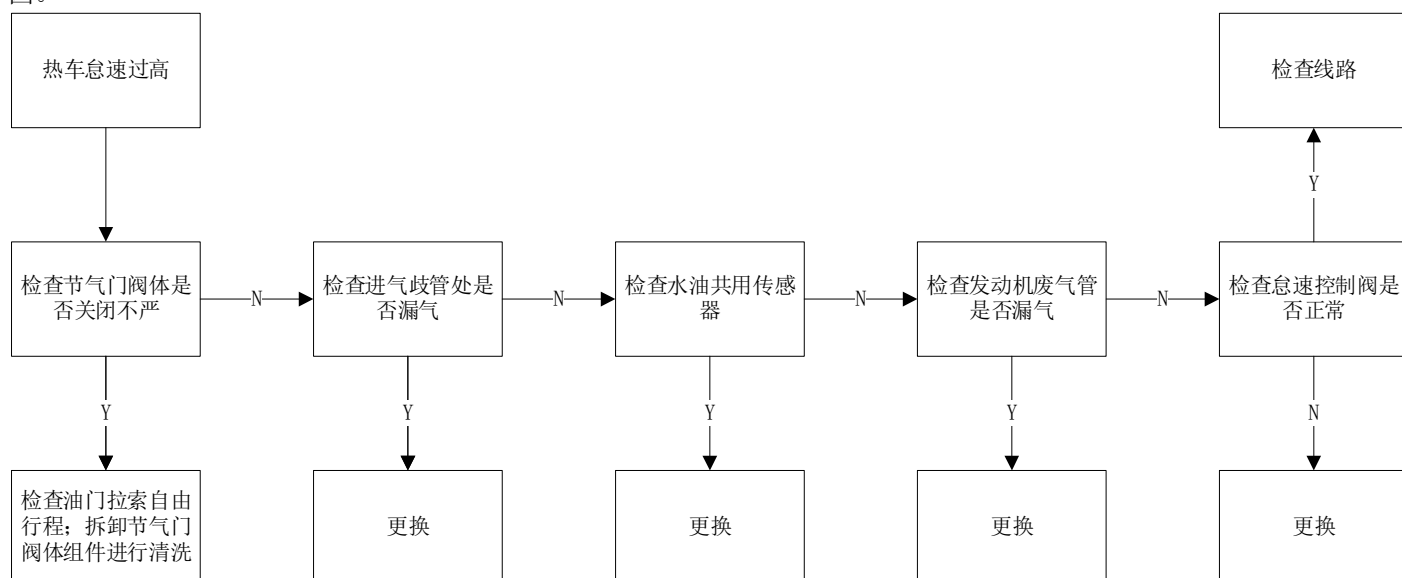 图。
热车怠速过高
检查线路
Y
检查节气门阀体是
否关闭不严
N
检查进气歧管处是
否漏气
N
检查水油共用传感
器
N
检查发动机废气管
是否漏气
N
检查怠速控制阀是
否正常
Y
Y
Y
Y
N
检查油门拉索自由
行程；拆卸节气门
阀体组件进行清洗
更换
更换
更换
更换